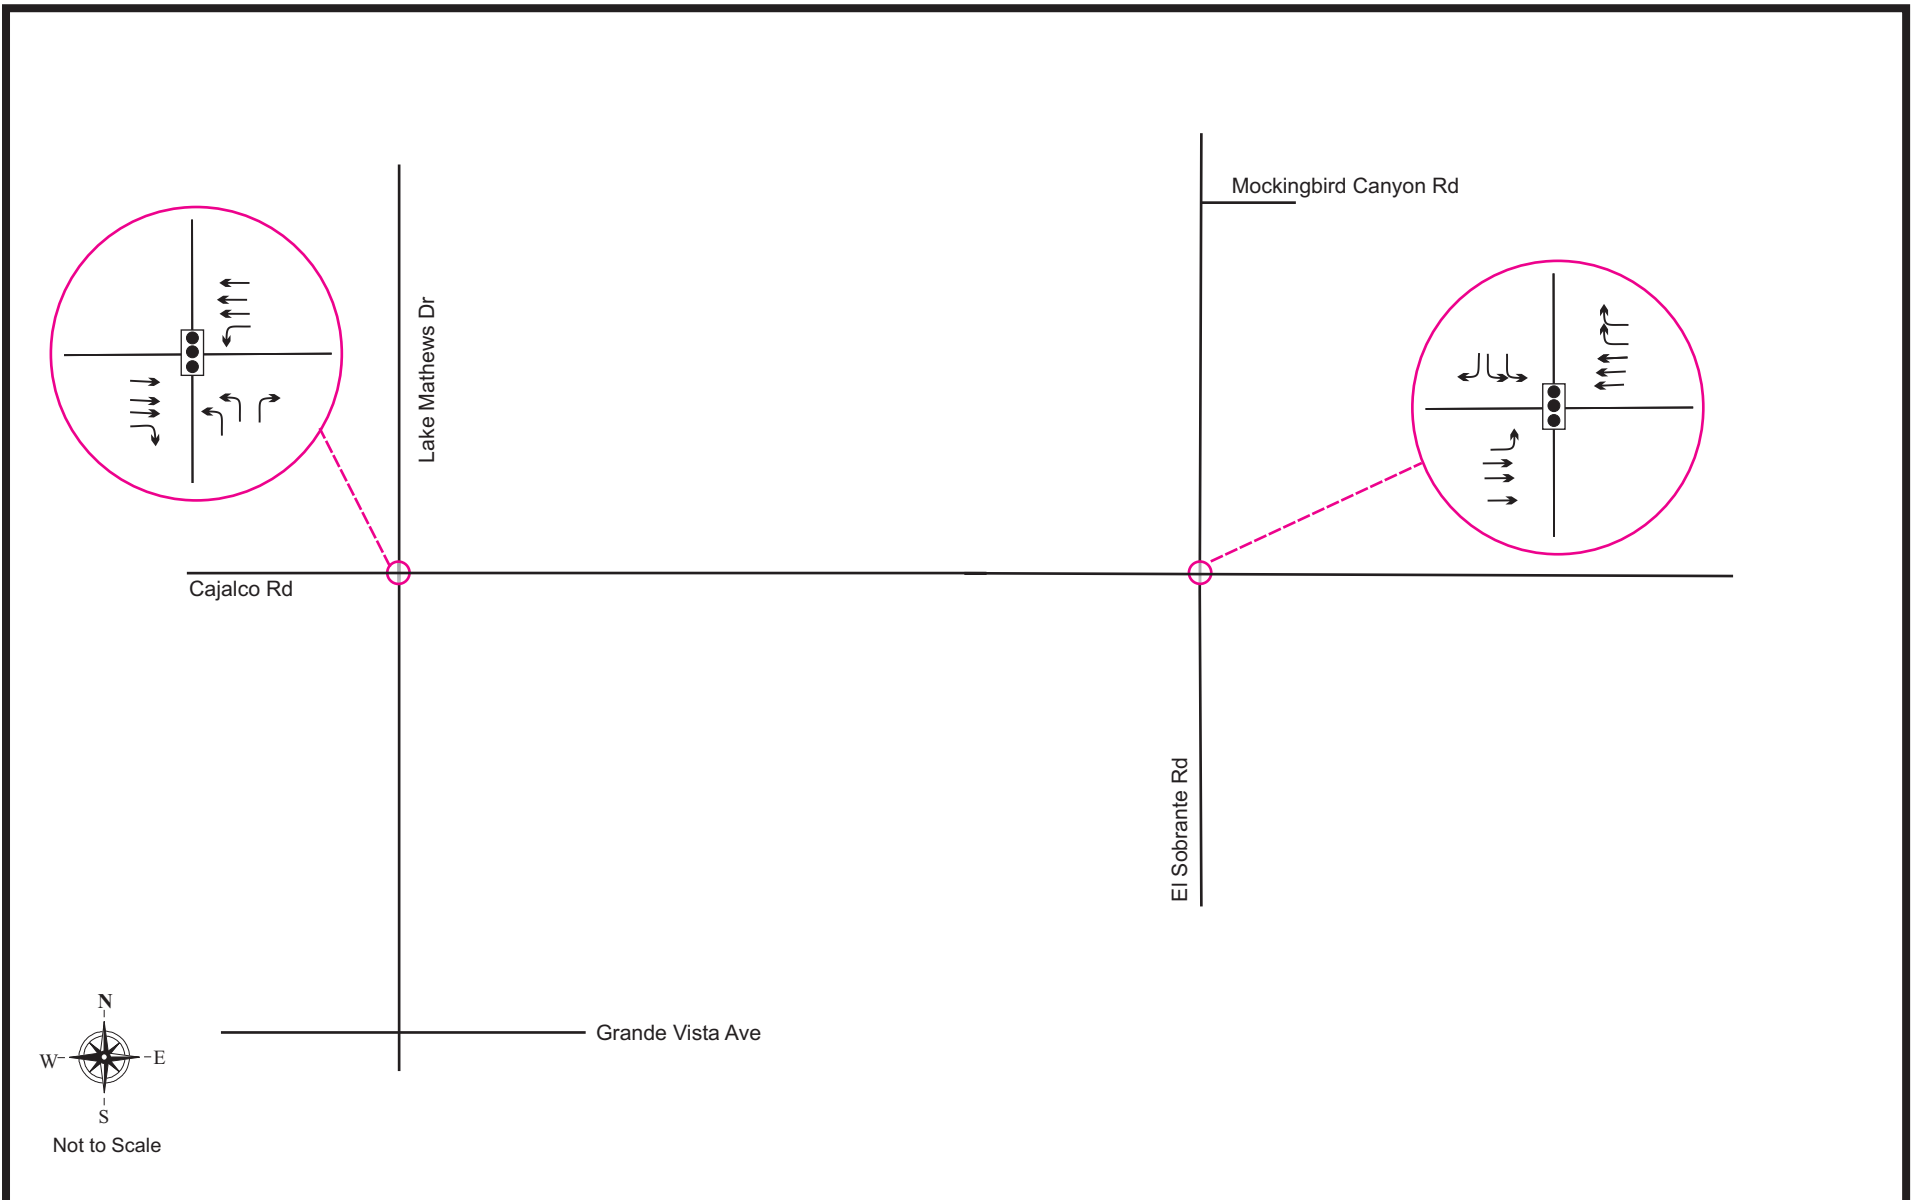 Mockingbird Canyon Rd
Lake Mathews Dr
Cajalco Rd
El Sobrante Rd
Grande Vista Ave
N
W
E
S
Not to Scale